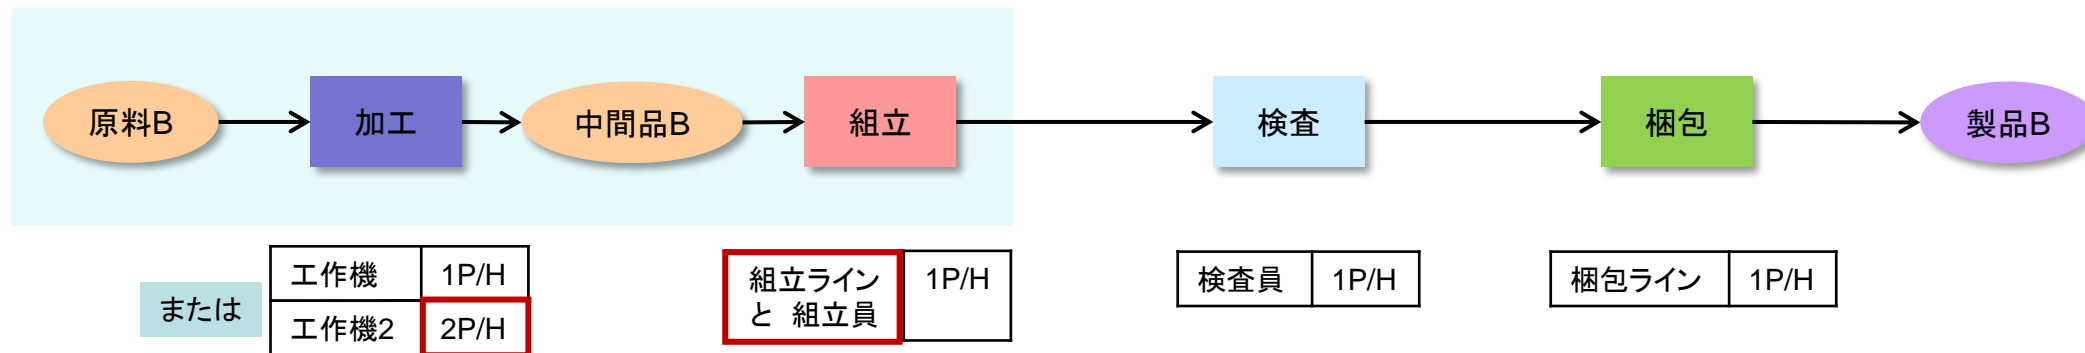 原料B
加工
中間品B
組立
検査
梱包
製品B
または
工作機 1P/H
工作機2 2P/H
組立ライン 1P/H
と 組立員
検査員 1P/H
梱包ライン 1P/H